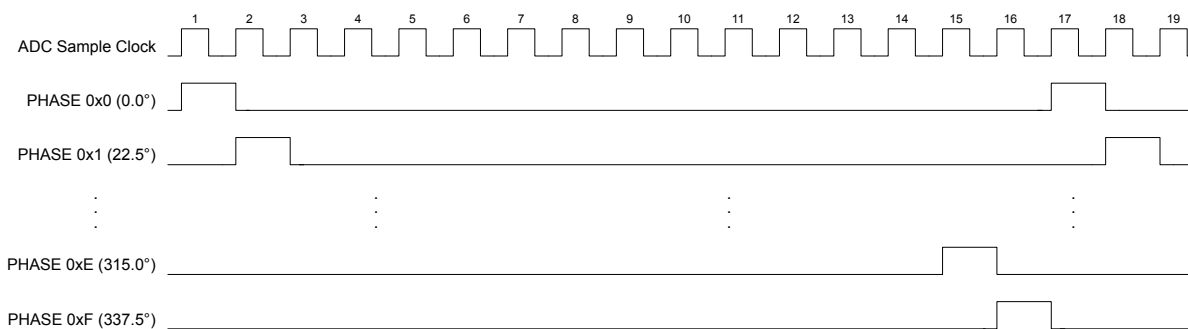 1 2 3 4 5 6 7 8 9 10 11 12 13 14 15 16 17 18 19
ADC Sample Clock
PHASE 0x0 (0.0°)
PHASE 0x1 (22.5°)
PHASE 0xE (315.0°)
PHASE 0xF (337.5°)